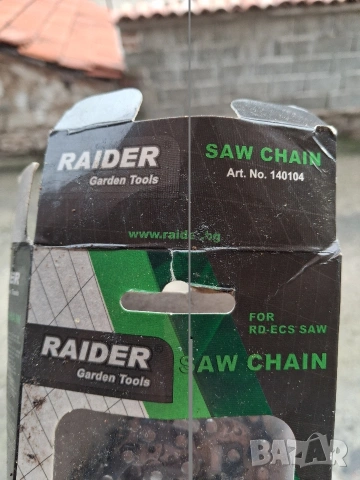 RAIDER
Garden Tools
SAW CHAIN
Art. No. 140104
www.raider.bg
FOR
RD-ECS SAW
RAIDER
Garden Tools
SAW CHAIN
BAZAR